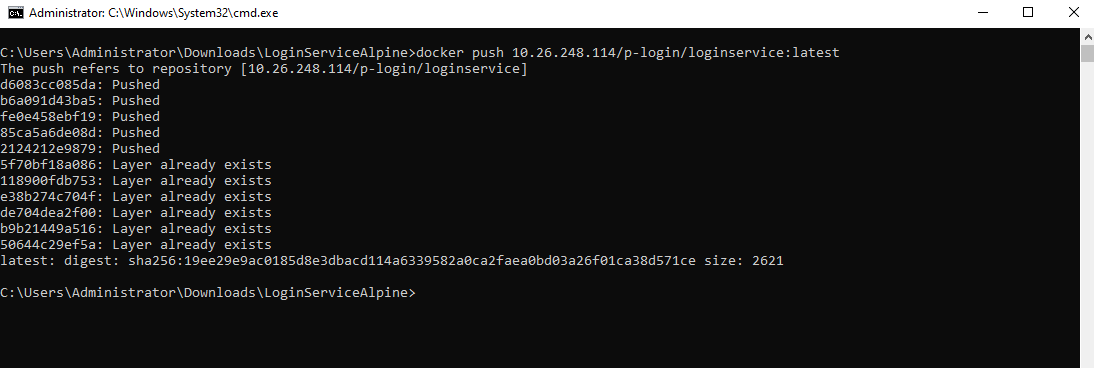 Administrator: C:\Windows\System32\cmd.exe
C:\Users\Administrator\Downloads\LoginServiceAlpine>docker push 10.26.248.114/p-login/loginservice:latest
The push refers to repository [10.26.248.114/p-login/loginservice]
d6083cc085da: Pushed
b6a091d43ba5: Pushed
fe0e458ebf19: Pushed
85ca5a6de08d: Pushed
2124212e9879: Pushed
5f70bf18a086: Layer already exists
118900fdb753: Layer already exists
e38b274c704f: Layer already exists
de704dea2f00: Layer already exists
b9b21449a516: Layer already exists
50644c29ef5a: Layer already exists
latest: digest: sha256:19ee29e9ac0185d8e3dbacd114a6339582a0ca2faea0bd03a26f01ca38d571ce size: 2621
C:\Users\Administrator\Downloads\LoginServiceAlpine>